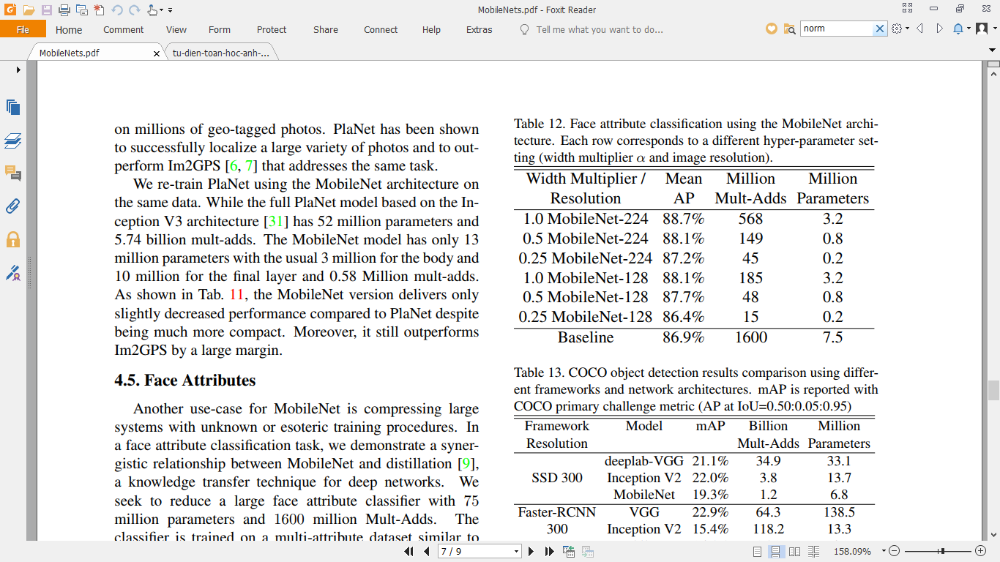 MobileNets.pdf - Foxit Reader
File Home Comment View Form Protect Share Connect Help Extras Tell me what you want to do... norm
MobileNets.pdf tu-dien-toan-hoc-anh-...
on millions of geo-tagged photos. PlaNet has been shown
to successfully localize a large variety of photos and to out-
perform Im2GPS [6, 7] that addresses the same task.
We re-train PlaNet using the MobileNet architecture on
the same data. While the full PlaNet model based on the In-
ception V3 architecture [31] has 52 million parameters and
5.74 billion mult-adds. The MobileNet model has only 13
million parameters with the usual 3 million for the body and
10 million for the final layer and 0.58 Million mult-adds.
As shown in Tab. 11, the MobileNet version delivers only
slightly decreased performance compared to PlaNet despite
being much more compact. Moreover, it still outperforms
Im2GPS by a large margin.
4.5. Face Attributes
Another use-case for MobileNet is compressing large
systems with unknown or esoteric training procedures. In
a face attribute classification task, we demonstrate a syner-
gistic relationship between MobileNet and distillation [9],
a knowledge transfer technique for deep networks. We
seek to reduce a large face attribute classifier with 75
million parameters and 1600 million Mult-Adds. The
classifier is trained on a multi-attribute dataset similar to
Table 12. Face attribute classification using the MobileNet archi-
tecture. Each row corresponds to a different hyper-parameter set-
ting (width multiplier α and image resolution).
Width Multiplier / Mean Million Million
Resolution AP Mult-Adds Parameters
1.0 MobileNet-224 88.7% 568 3.2
0.5 MobileNet-224 88.1% 149 0.8
0.25 MobileNet-224 87.2% 45 0.2
1.0 MobileNet-128 88.1% 185 3.2
0.5 MobileNet-128 87.7% 48 0.8
0.25 MobileNet-128 86.4% 15 0.2
Baseline 86.9% 1600 7.5
Table 13. COCO object detection results comparison using differ-
ent frameworks and network architectures. mAP is reported with
COCO primary challenge metric (AP at IoU=0.50:0.05:0.95)
Framework Model mAP Billion Million
Resolution Mult-Adds Parameters
deeplab-VGG 21.1% 34.9 33.1
SSD 300 Inception V2 22.0% 3.8 13.7
MobileNet 19.3% 1.2 6.8
Faster-RCNN VGG 22.9% 64.3 138.5
300 Inception V2 15.4% 118.2 13.3
7 / 9 158.09%